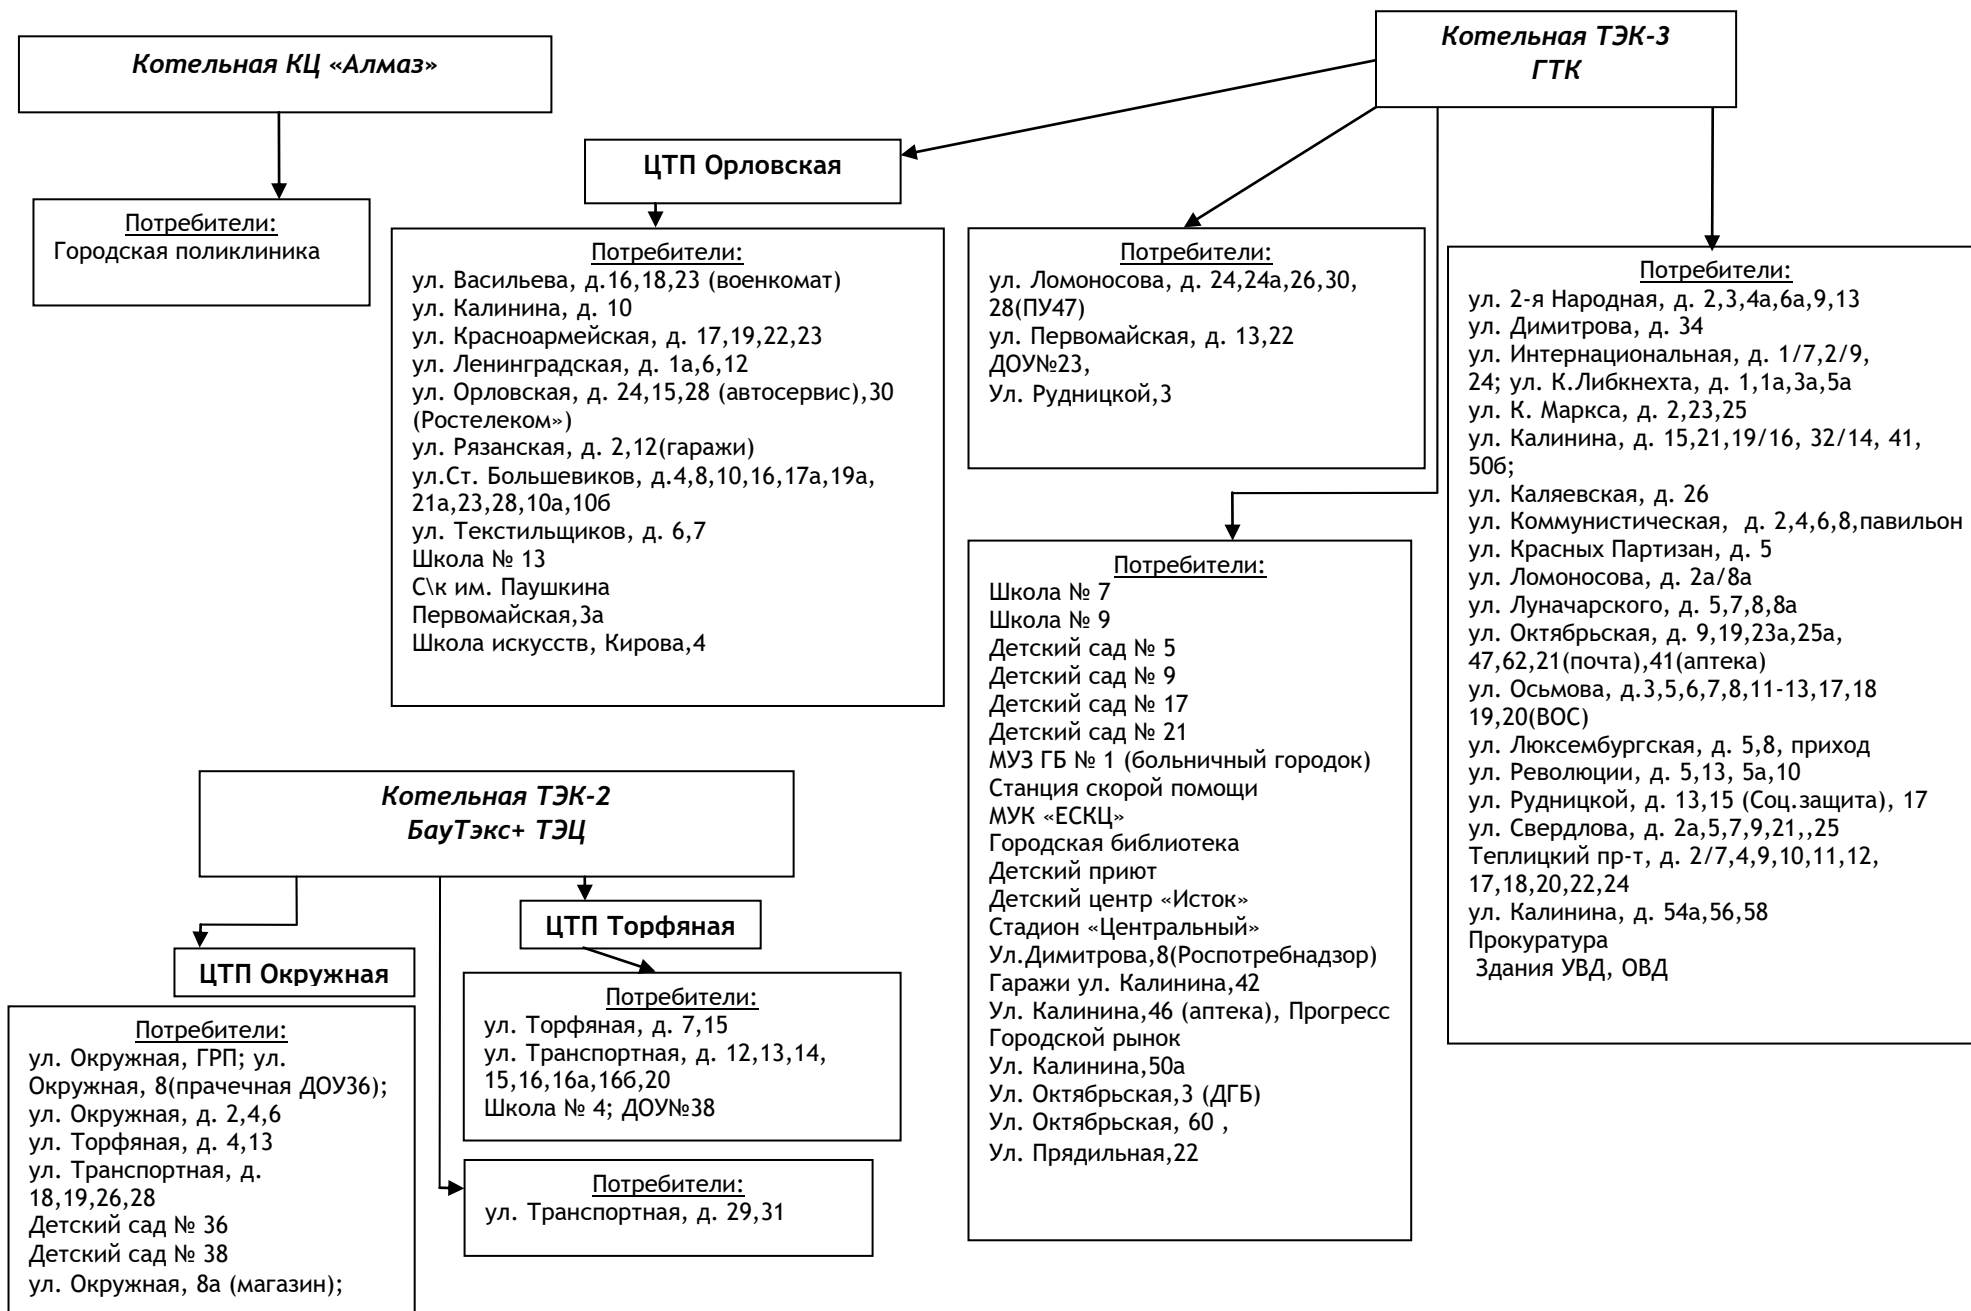 Котельная КЦ «Алмаз»
Потребители:
Городская поликлиника
Котельная ТЭК-3
ГТК
ЦТП Орловская
Потребители:
ул. Васильева, д.16,18,23 (военкомат)
ул. Калинина, д. 10
ул. Красноармейская, д. 17,19,22,23
ул. Ленинградская, д. 1а,6,12
ул. Орловская, д. 24,15,28 (автосервис),30
(Ростелеком»)
ул. Рязанская, д. 2,12(гаражи)
ул.Ст. Большевиков, д.4,8,10,16,17а,19а,
21а,23,28,10а,10б
ул. Текстильщиков, д. 6,7
Школа № 13
С\к им. Паушкина
Первомайская,3а
Школа искусств, Кирова,4
Потребители:
ул. Ломоносова, д. 24,24а,26,30,
28(ПУ47)
ул. Первомайская, д. 13,22
ДОУ№23,
Ул. Рудницкой,3
Потребители:
Школа № 7
Школа № 9
Детский сад № 5
Детский сад № 9
Детский сад № 17
Детский сад № 21
МУЗ ГБ № 1 (больничный городок)
Станция скорой помощи
МУК «ЕСКЦ»
Городская библиотека
Детский приют
Детский центр «Исток»
Стадион «Центральный»
Ул.Димитрова,8(Роспотребнадзор)
Гаражи ул. Калинина,42
Ул. Калинина,46 (аптека), Прогресс
Городской рынок
Ул. Калинина,50а
Ул. Октябрьская,3 (ДГБ)
Ул. Октябрьская, 60 ,
Ул. Прядильная,22
Потребители:
ул. 2-я Народная, д. 2,3,4а,6а,9,13
ул. Димитрова, д. 34
ул. Интернациональная, д. 1/7,2/9,
24; ул. К.Либкнехта, д. 1,1а,3а,5а
ул. К. Маркса, д. 2,23,25
ул. Калинина, д. 15,21,19/16, 32/14, 41,
50б;
ул. Каляевская, д. 26
ул. Коммунистическая, д. 2,4,6,8,павильон
ул. Красных Партизан, д. 5
ул. Ломоносова, д. 2а/8а
ул. Луначарского, д. 5,7,8,8а
ул. Октябрьская, д. 9,19,23а,25а,
47,62,21(почта),41(аптека)
ул. Осьмова, д.3,5,6,7,8,11-13,17,18
19,20(ВОС)
ул. Люксембургская, д. 5,8, приход
ул. Революции, д. 5,13, 5а,10
ул. Рудницкой, д. 13,15 (Соц.защита), 17
ул. Свердлова, д. 2а,5,7,9,21,,25
Теплицкий пр-т, д. 2/7,4,9,10,11,12,
17,18,20,22,24
ул. Калинина, д. 54а,56,58
Прокуратура
Здания УВД, ОВД
Котельная ТЭК-2
БауТэкс+ ТЭЦ
ЦТП Окружная
Потребители:
ул. Окружная, ГРП; ул.
Окружная, 8(прачечная ДОУ36);
ул. Окружная, д. 2,4,6
ул. Торфяная, д. 4,13
ул. Транспортная, д.
18,19,26,28
Детский сад № 36
Детский сад № 38
ул. Окружная, 8а (магазин);
ЦТП Торфяная
Потребители:
ул. Торфяная, д. 7,15
ул. Транспортная, д. 12,13,14,
15,16,16а,16б,20
Школа № 4; ДОУ№38
Потребители:
ул. Транспортная, д. 29,31